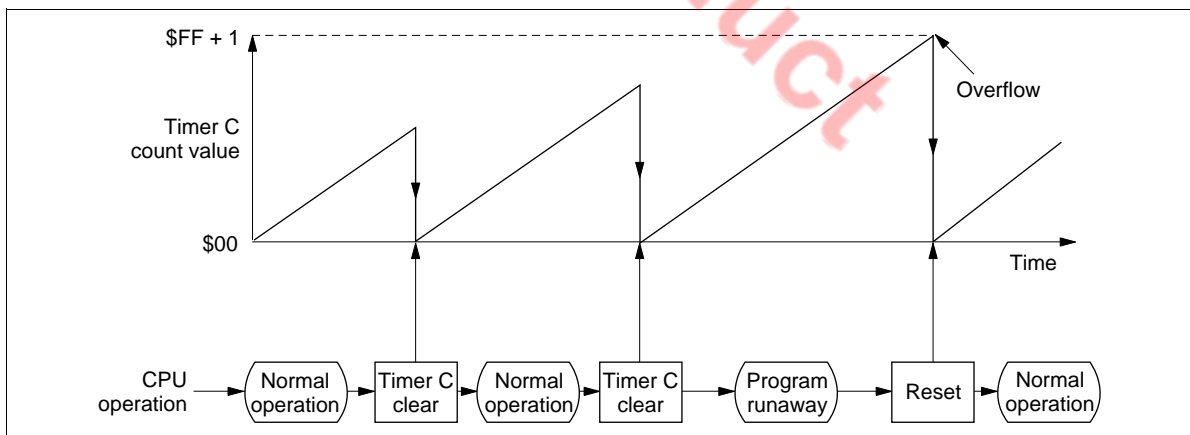 $FF + 1
Overflow
Timer C
count value
$00
Time
CPU
operation
Normal
operation
Timer C
clear
Normal
operation
Timer C
clear
Program
runaway
Reset
Normal
operation